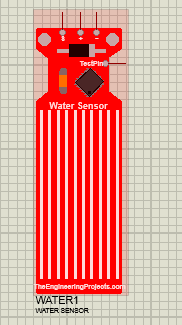 S + -
TestPin
Water Sensor
TheEngineeringProjects.com
WATER1
WATER SENSOR